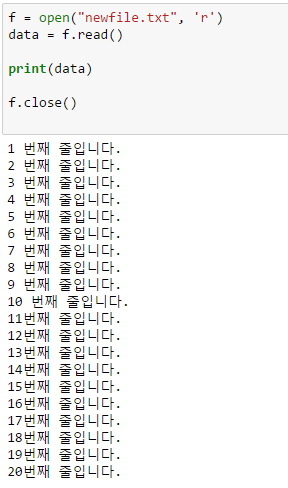 f = open("newfile.txt", 'r')
data = f.read()
print(data)
f.close()
1 번째 줄입니다.
2 번째 줄입니다.
3 번째 줄입니다.
4 번째 줄입니다.
5 번째 줄입니다.
6 번째 줄입니다.
7 번째 줄입니다.
8 번째 줄입니다.
9 번째 줄입니다.
10 번째 줄입니다.
11번째 줄입니다.
12번째 줄입니다.
13번째 줄입니다.
14번째 줄입니다.
15번째 줄입니다.
16번째 줄입니다.
17번째 줄입니다.
18번째 줄입니다.
19번째 줄입니다.
20번째 줄입니다.